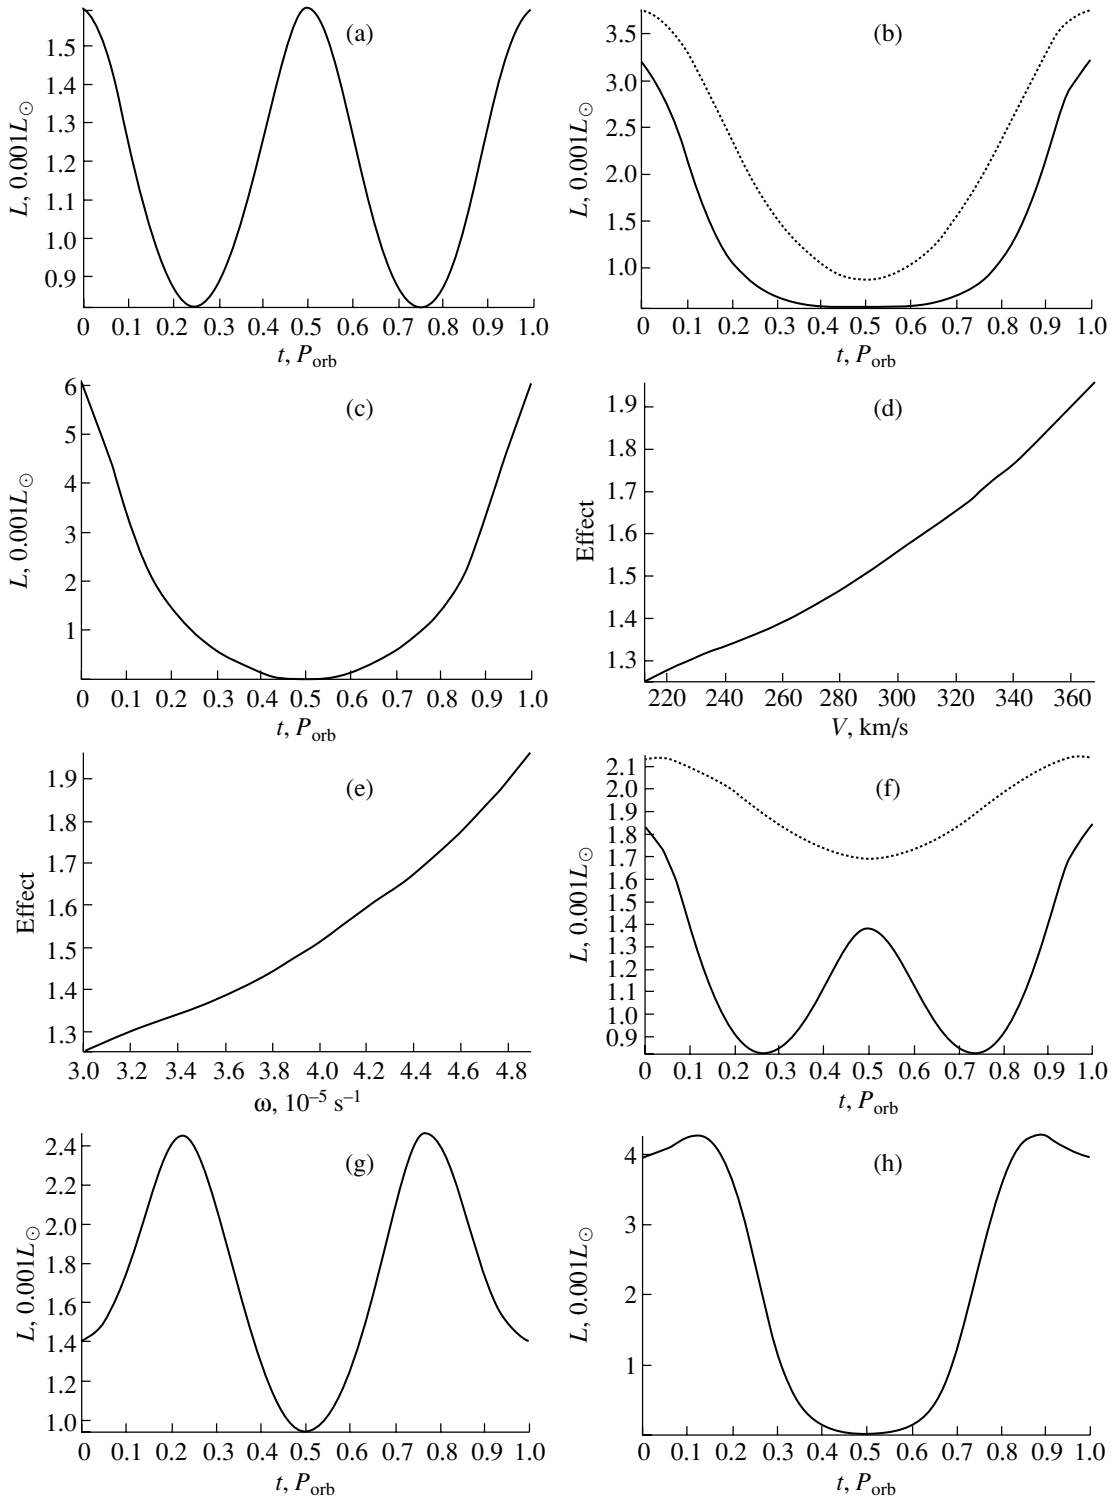 (a)
1.5
1.4
1.3
1.2
1.1
1.0
0.9
L, 0.001L⊙
0 0.1 0.2 0.3 0.4 0.5 0.6 0.7 0.8 0.9 1.0
t, Porb
(b)
3.5
3.0
2.5
2.0
1.5
1.0
L, 0.001L⊙
0 0.1 0.2 0.3 0.4 0.5 0.6 0.7 0.8 0.9 1.0
t, Porb
(c)
6
5
4
3
2
1
L, 0.001L⊙
0 0.1 0.2 0.3 0.4 0.5 0.6 0.7 0.8 0.9 1.0
t, Porb
(d)
1.9
1.8
1.7
1.6
1.5
1.4
1.3
Effect
220 240 260 280 300 320 340 360
V, km/s
(e)
1.9
1.8
1.7
1.6
1.5
1.4
1.3
Effect
3.0 3.2 3.4 3.6 3.8 4.0 4.2 4.4 4.6 4.8
ω, 10⁻⁵ s⁻¹
(f)
2.1
2.0
1.9
1.8
1.7
1.6
1.5
1.4
1.3
1.2
1.1
1.0
0.9
L, 0.001L⊙
0 0.1 0.2 0.3 0.4 0.5 0.6 0.7 0.8 0.9 1.0
t, Porb
(g)
2.4
2.2
2.0
1.8
1.6
1.4
1.2
1.0
L, 0.001L⊙
0 0.1 0.2 0.3 0.4 0.5 0.6 0.7 0.8 0.9 1.0
t, Porb
(h)
4
3
2
1
L, 0.001L⊙
0 0.1 0.2 0.3 0.4 0.5 0.6 0.7 0.8 0.9 1.0
t, Porb